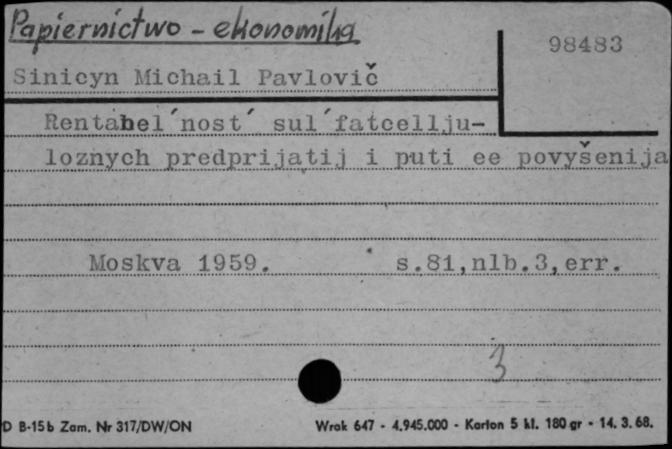 Papiernictwo - ekonomika
98483
Sinicyn Michail Pavlovič
Rentabel´nost´ sul´fatcellju-
loznych predprijatij i puti ee povyšenija
Moskva 1959. s.81,nlb.3,err.
3
D B-15b Zam. Nr 317/DW/ON Wrok 647 - 4.945.000 - Karton 5 kl. 180 gr - 14. 3. 68.